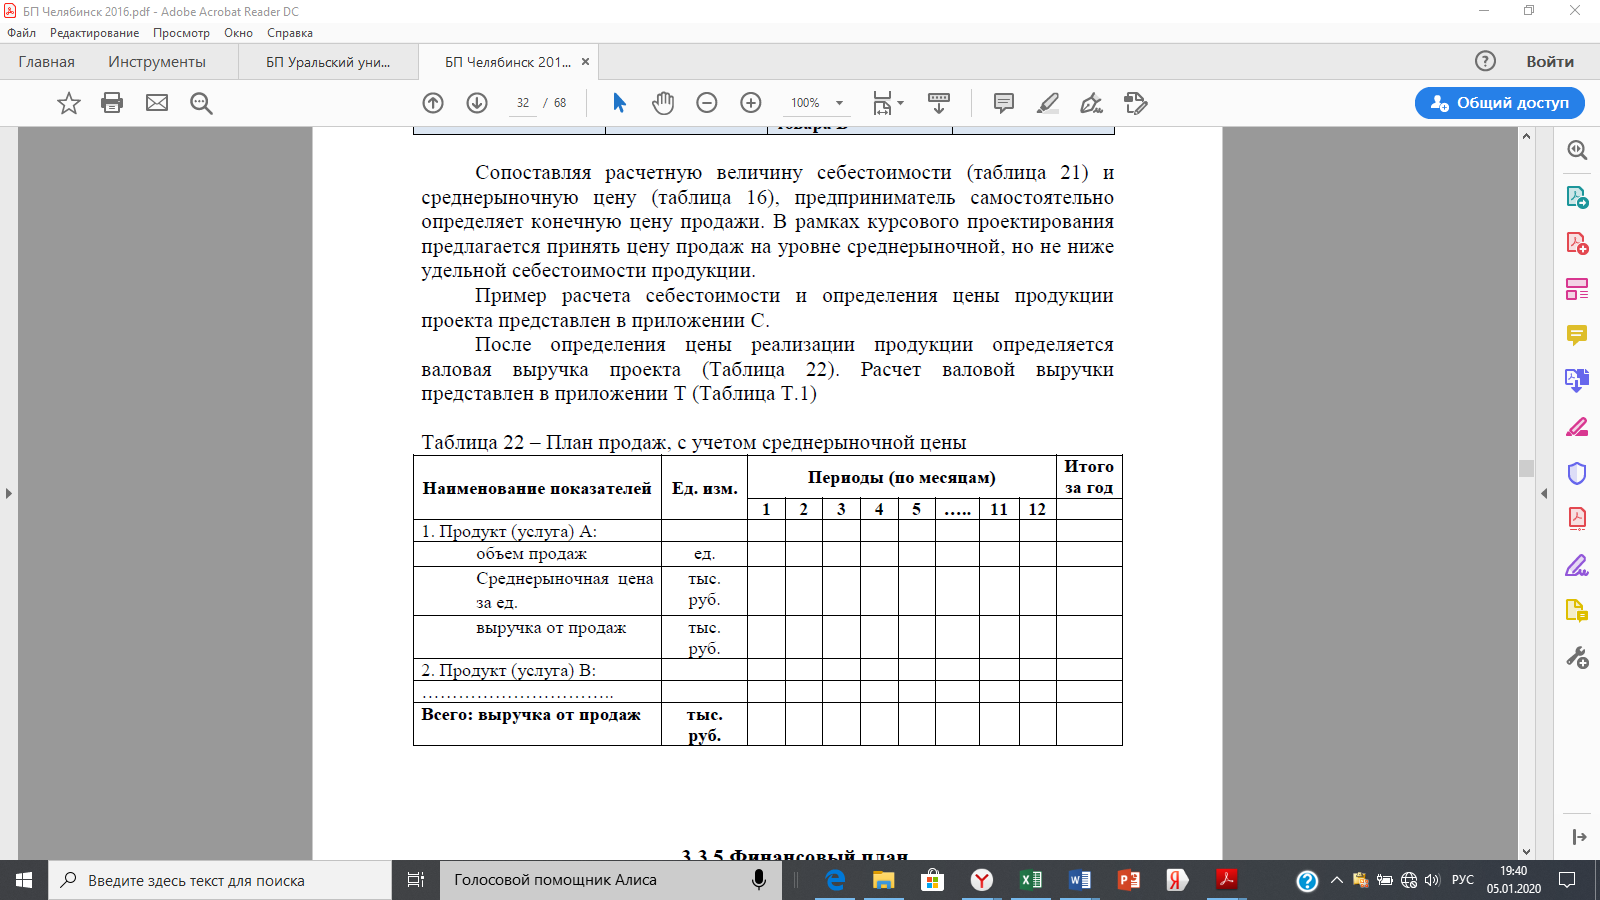 БП Челябинск 2016.pdf - Adobe Acrobat Reader DC
Файл Редактирование Просмотр Окно Справка
Главная Инструменты БП Уральский уни... БП Челябинск 201... × Войти
32 / 68 100% Общий доступ
Сопоставляя расчетную величину себестоимости (таблица 21) и
среднерыночную цену (таблица 16), предприниматель самостоятельно
определяет конечную цену продажи. В рамках курсового проектирования
предлагается принять цену продаж на уровне среднерыночной, но не ниже
удельной себестоимости продукции.
Пример расчета себестоимости и определения цены продукции
проекта представлен в приложении С.
После определения цены реализации продукции определяется
валовая выручка проекта (Таблица 22). Расчет валовой выручки
представлен в приложении Т (Таблица Т.1)
Таблица 22 – План продаж, с учетом среднерыночной цены
Наименование показателей Ед. изм. Периоды (по месяцам) Итого
за год
1 2 3 4 5 ….. 11 12
1. Продукт (услуга) А:
объем продаж ед.
Среднерыночная цена тыс.
за ед. руб.
выручка от продаж тыс.
руб.
2. Продукт (услуга) В:
…………………………..
Всего: выручка от продаж тыс.
руб.
3.3.5 Финансовый план
Введите здесь текст для поиска Голосовой помощник Алиса РУС 19:40
05.01.2020